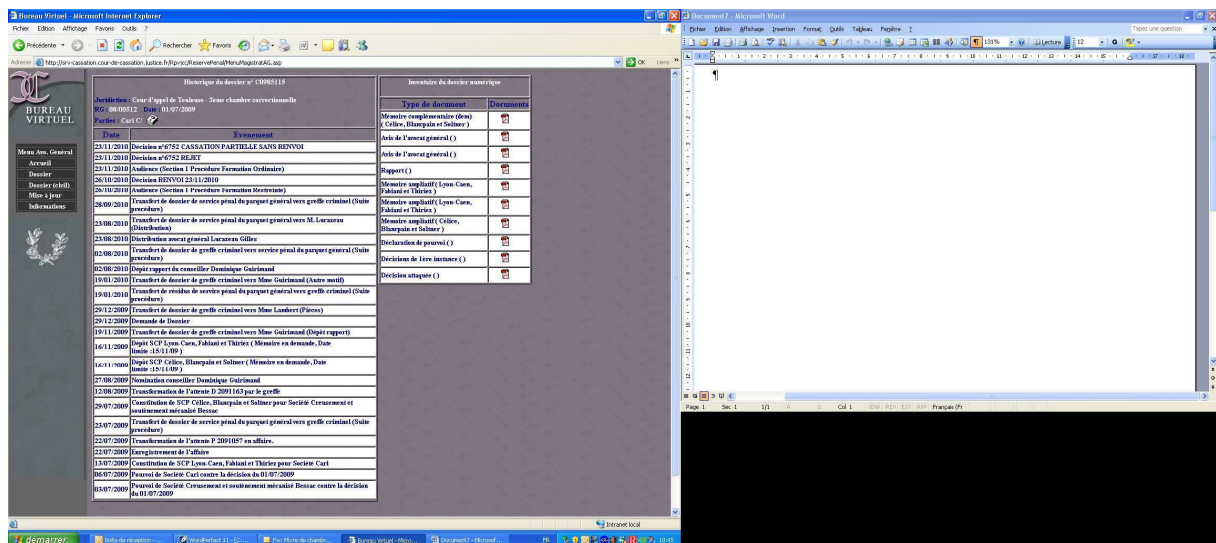 Bureau Virtuel - Microsoft Internet Explorer
Fichier Edition Affichage Favoris Outils ?
Précédente Rechercher Favoris
Adresse http://srv-cassation.cour-de-cassation.justice.fr/Rpvjcc/ReservePenal/MenuMagistratAG.asp OK Liens
BUREAU
VIRTUEL
Menu Avo. Général
Accueil
Dossier
Dossier (civil)
Mise à jour
Informations
Historique du dossier n° C0985115
Juridiction : Cour d'appel de Toulouse - 3ème chambre correctionnelle
RG : 08/00512 Date : 01/07/2009
Parties : Carl C/
Date Evénement
23/11/2010 Décision n°6752 CASSATION PARTIELLE SANS RENVOI
23/11/2010 Décision n°6752 REJET
23/11/2010 Audience (Section 1 Procédure Formation Ordinaire)
26/10/2010 Décision RENVOI 23/11/2010
26/10/2010 Audience (Section 1 Procédure Formation Restreinte)
28/09/2010 Transfert de dossier de service pénal du parquet général vers greffe criminel (Suite
procédure)
23/08/2010 Transfert de dossier de service pénal du parquet général vers M. Lucazeau
(Distribution)
23/08/2010 Distribution avocat général Lucazeau Gilles
02/08/2010 Transfert de dossier de greffe criminel vers service pénal du parquet général (Suite
procédure)
02/08/2010 Dépôt rapport du conseiller Dominique Guirimand
19/01/2010 Transfert de dossier de greffe criminel vers Mme Guirimand (Autre motif)
19/01/2010 Transfert de résidus de service pénal du parquet général vers greffe criminel (Suite
procédure)
29/12/2009 Transfert de dossier de greffe criminel vers Mme Lambert (Pièces)
29/12/2009 Demande de Dossier
19/11/2009 Transfert de dossier de greffe criminel vers Mme Guirimand (Dépôt rapport)
16/11/2009 Dépôt SCP Lyon-Caen, Fabiani et Thiriez ( Mémoire en demande, Date
limite :15/11/09 )
16/11/2009 Dépôt SCP Célice, Blancpain et Soltner ( Mémoire en demande, Date
limite :15/11/09 )
27/08/2009 Nomination conseiller Dominique Guirimand
12/08/2009 Transformation de l'attente D 2091163 par le greffe
29/07/2009 Constitution de SCP Célice, Blancpain et Soltner pour Société Creusement et
soutènement mécanisé Bessac
23/07/2009 Transfert de dossier de service pénal du parquet général vers greffe criminel (Suite
procédure)
22/07/2009 Transformation de l'attente P 2091057 en affaire.
22/07/2009 Enregistrement de l'affaire
13/07/2009 Constitution de SCP Lyon-Caen, Fabiani et Thiriez pour Société Carl
06/07/2009 Pourvoi de Société Carl contre la décision du 01/07/2009
03/07/2009 Pourvoi de Société Creusement et soutènement mécanisé Bessac contre la décision
du 01/07/2009
Inventaire du dossier numérique
Type de document Documents
Mémoire complémentaire (dem)
( Célice, Blancpain et Soltner )
Avis de l'avocat général ( )
Avis de l'avocat général ( )
Rapport ( )
Mémoire ampliatif ( Lyon-Caen,
Fabiani et Thiriez )
Mémoire ampliatif ( Lyon-Caen,
Fabiani et Thiriez )
Mémoire ampliatif ( Célice,
Blancpain et Soltner )
Déclaration de pourvoi ( )
Décisions de 1ère instance ( )
Décision attaquée ( )
Intranet local
démarrer Boîte de réception - ... WordPerfect 11 - [C:... Fw: Mixte de chambr... Bureau Virtuel - Micro... Document7 - Microsof... FR 10:45
Document7 - Microsoft Word
Fichier Edition Affichage Insertion Format Outils Tableau Fenêtre ? Tapez une question
131% Lecture 12 G
Page 1 Sec 1 1/1 À Li Col 1 ENR REV EXT RFP Français (Fr